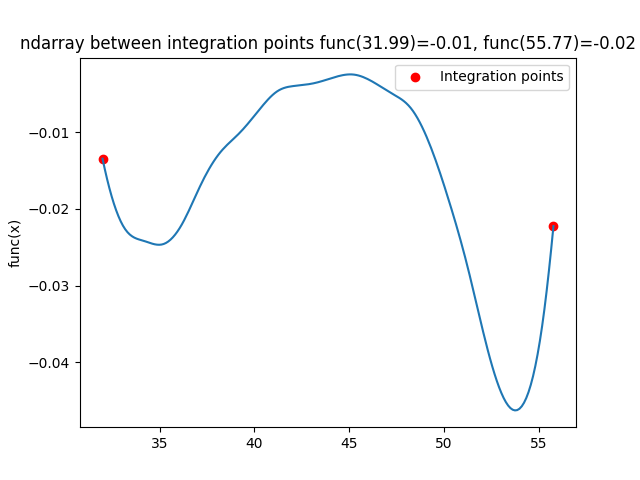 ndarray between integration points func(31.99)=-0.01, func(55.77)=-0.02
Integration points
func(x)
−0.01
−0.02
−0.03
−0.04
35 40 45 50 55